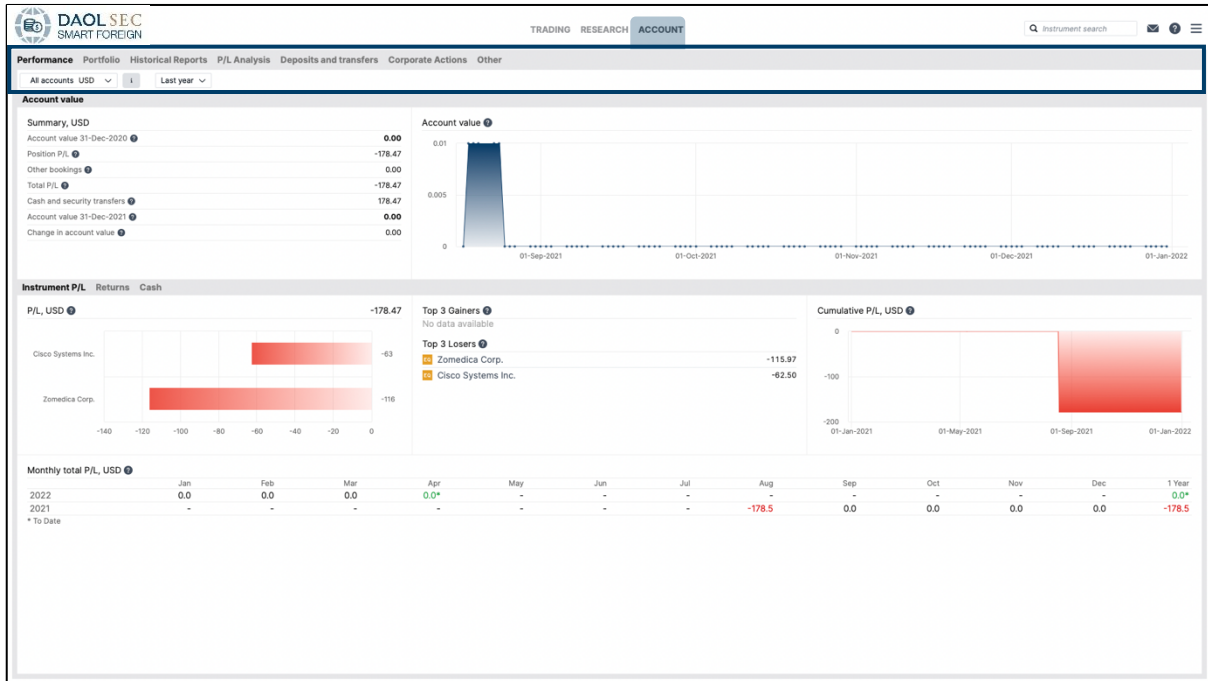 DAOL SEC
SMART FOREIGN
TRADING RESEARCH ACCOUNT
Instrument search
Performance Portfolio Historical Reports P/L Analysis Deposits and transfers Corporate Actions Other
All accounts USD Last year
Account value
Summary, USD
Account value 31-Dec-2020 0.00
Position P/L -178.47
Other bookings 0.00
Total P/L -178.47
Cash and security transfers 178.47
Account value 31-Dec-2021 0.00
Change in account value 0.00
Account value
0.01
0.005
0
01-Sep-2021 01-Oct-2021 01-Nov-2021 01-Dec-2021 01-Jan-2022
Instrument P/L Returns Cash
P/L, USD -178.47
Cisco Systems Inc. -63
Zomedica Corp. -116
-140 -120 -100 -80 -60 -40 -20 0
Top 3 Gainers
No data available
Top 3 Losers
Zomedica Corp. -115.97
Cisco Systems Inc. -62.50
Cumulative P/L, USD
0
-100
-200
01-Jan-2021 01-May-2021 01-Sep-2021 01-Jan-2022
Monthly total P/L, USD
Jan Feb Mar Apr May Jun Jul Aug Sep Oct Nov Dec 1 Year
2022 0.0 0.0 0.0 0.0* - - - - - - - - 0.0*
2021 - - - - - - - -178.5 0.0 0.0 0.0 0.0 -178.5
* To Date